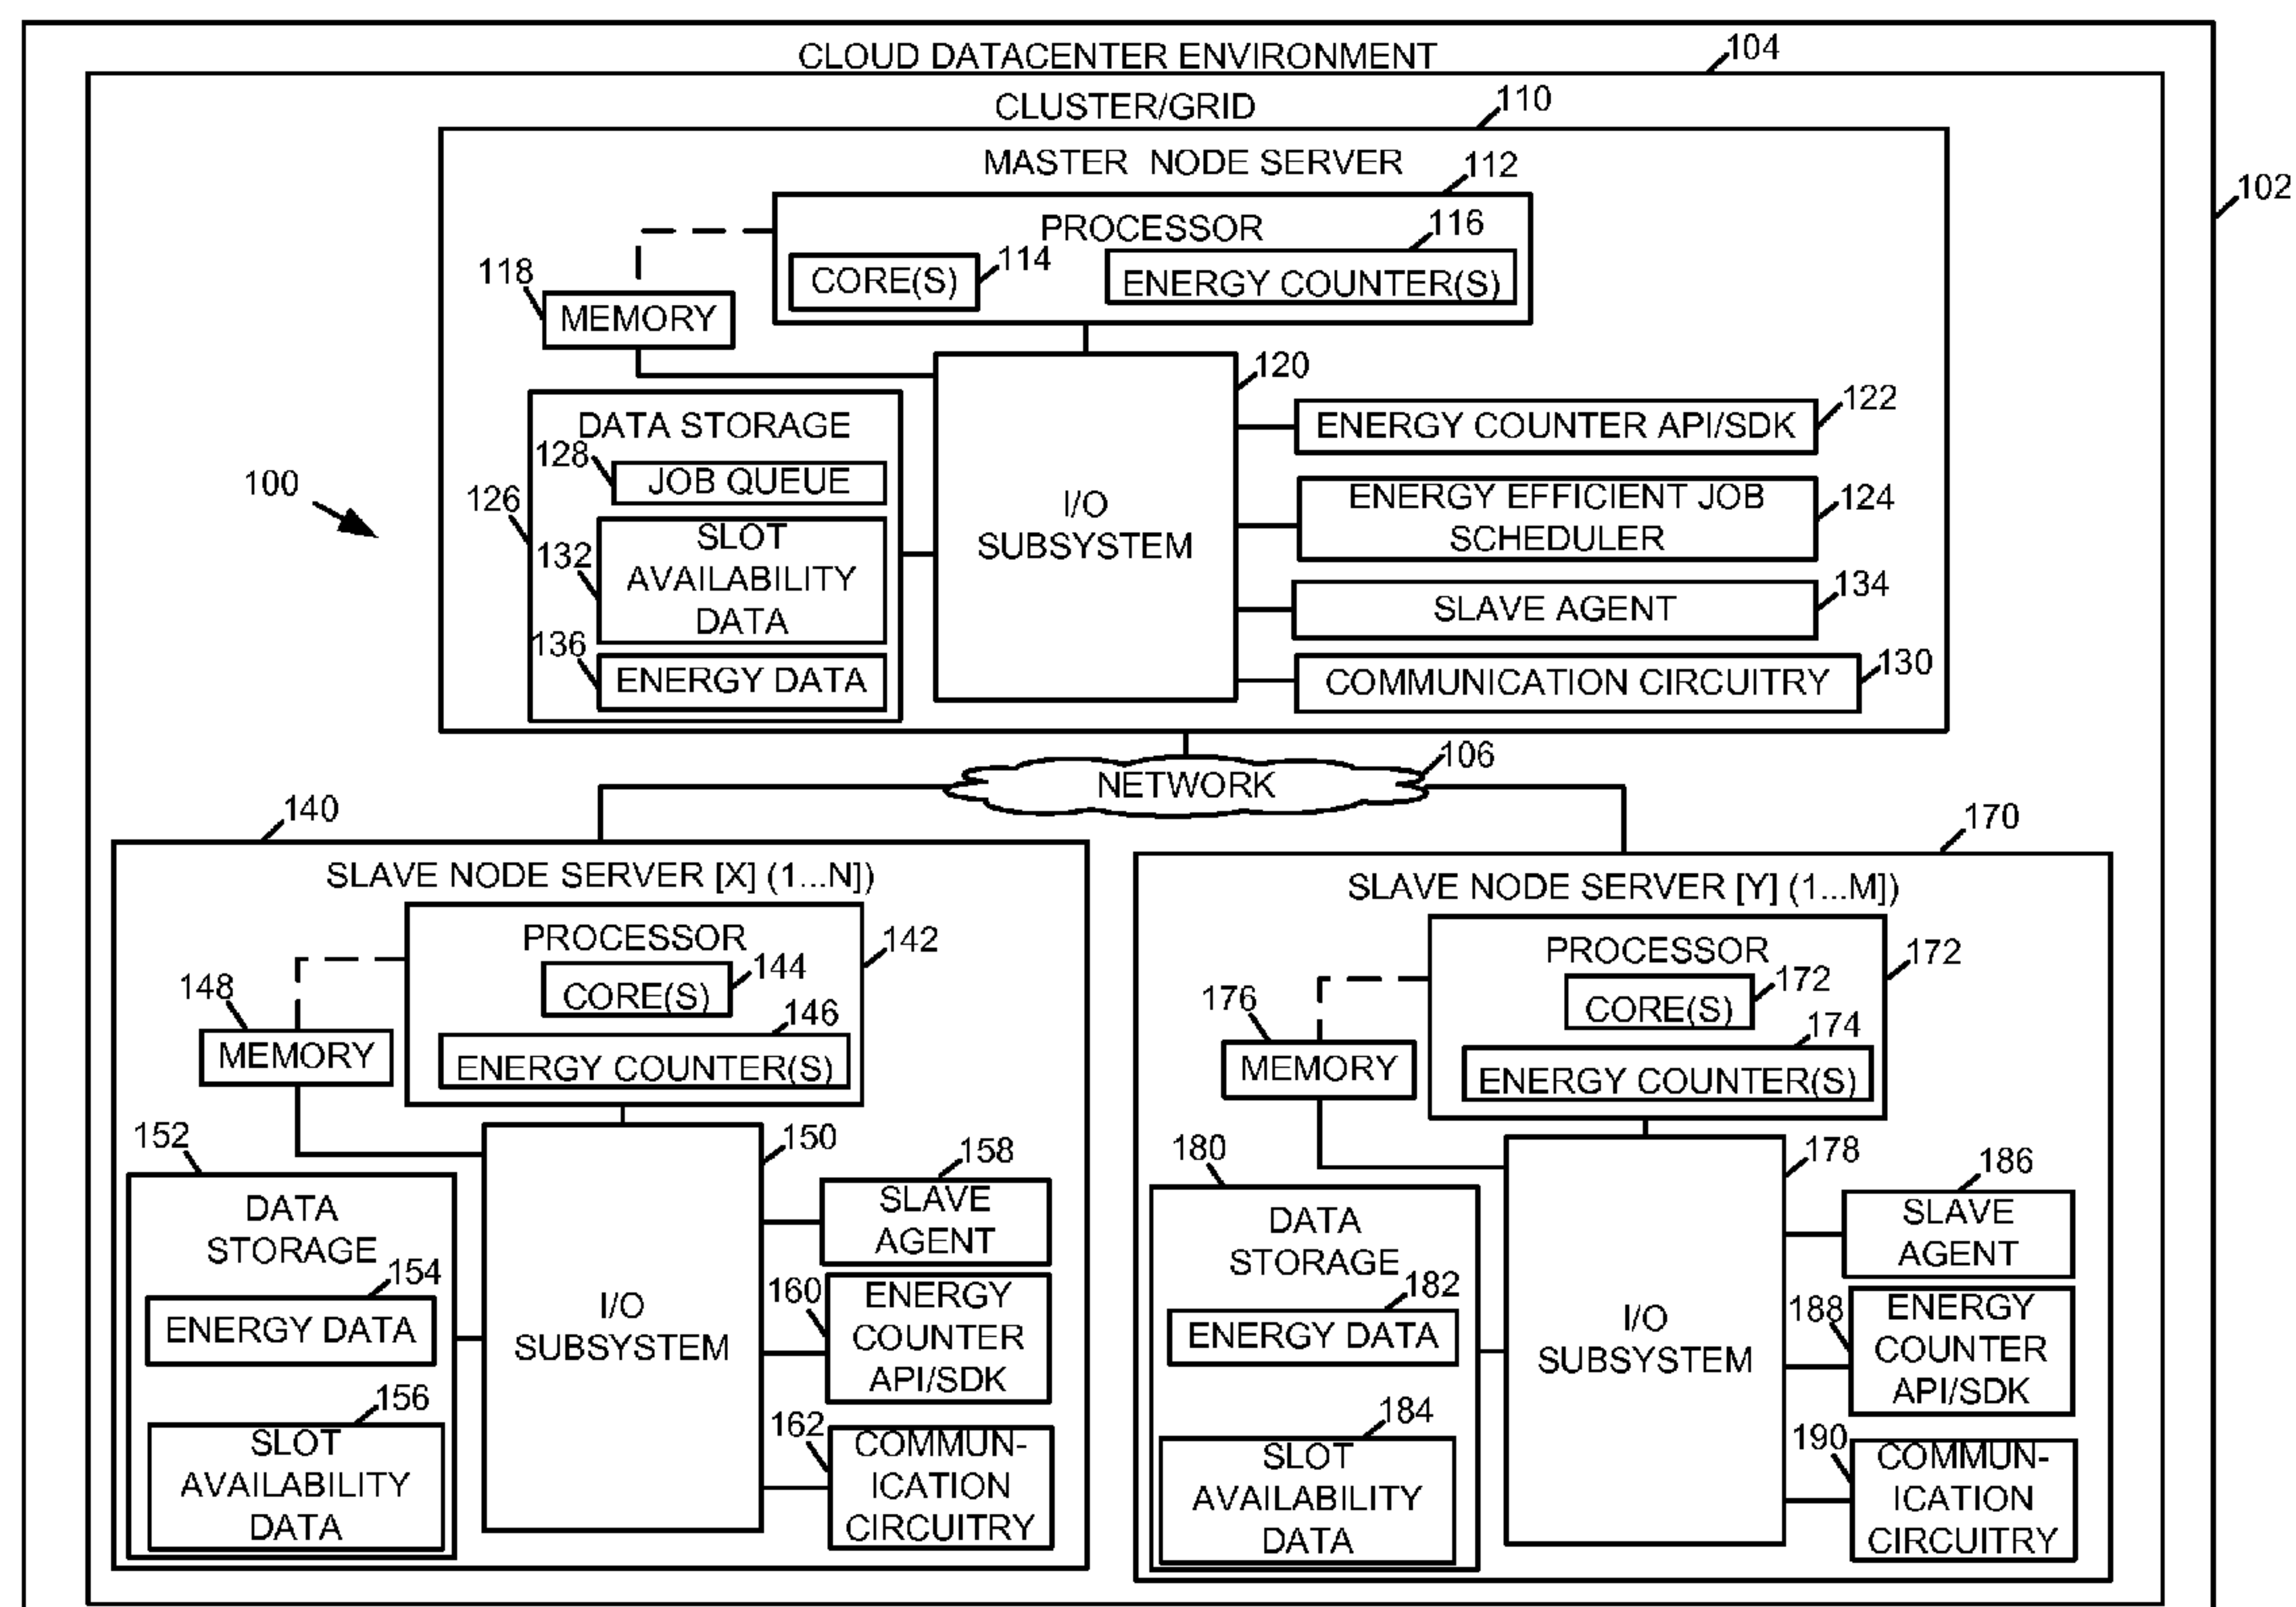 CLOUD DATACENTER ENVIRONMENT
104
CLUSTER/GRID
110
102
MASTER NODE SERVER
112
PROCESSOR
116
CORE(S)
114
ENERGY COUNTER(S)
118
MEMORY
120
DATA STORAGE
128
JOB QUEUE
126
132
SLOT
AVAILABILITY
DATA
136
ENERGY DATA
I/O
SUBSYSTEM
ENERGY COUNTER API/SDK
122
ENERGY EFFICIENT JOB
SCHEDULER
124
SLAVE AGENT
134
COMMUNICATION CIRCUITRY
130
100
NETWORK
106
140
SLAVE NODE SERVER [X] (1...N])
PROCESSOR
142
CORE(S)
144
146
ENERGY COUNTER(S)
148
MEMORY
150
152
DATA
STORAGE
154
ENERGY DATA
156
SLOT
AVAILABILITY
DATA
I/O
SUBSYSTEM
158
SLAVE
AGENT
160
ENERGY
COUNTER
API/SDK
162
COMMUN-
ICATION
CIRCUITRY
170
SLAVE NODE SERVER [Y] (1...M])
PROCESSOR
172
CORE(S)
172
174
ENERGY COUNTER(S)
176
MEMORY
178
180
DATA
STORAGE
182
ENERGY DATA
184
SLOT
AVAILABILITY
DATA
I/O
SUBSYSTEM
186
SLAVE
AGENT
188
ENERGY
COUNTER
API/SDK
190
COMMUN-
ICATION
CIRCUITRY